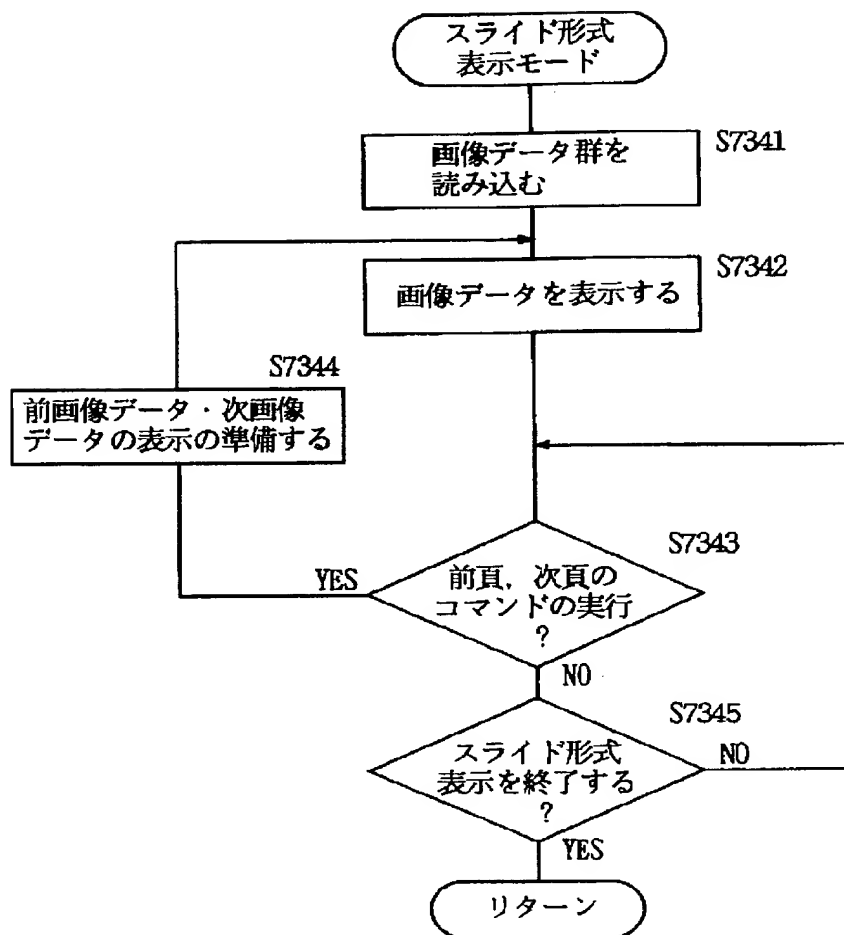 スライド形式
表示モード
S7341
画像データ群を
読み込む
S7342
画像データを表示する
S7344
前画像データ・次画像
データの表示の準備する
S7343
YES
前頁，次頁の
コマンドの実行
?
NO
S7345
スライド形式
表示を終了する
?
NO
YES
リターン